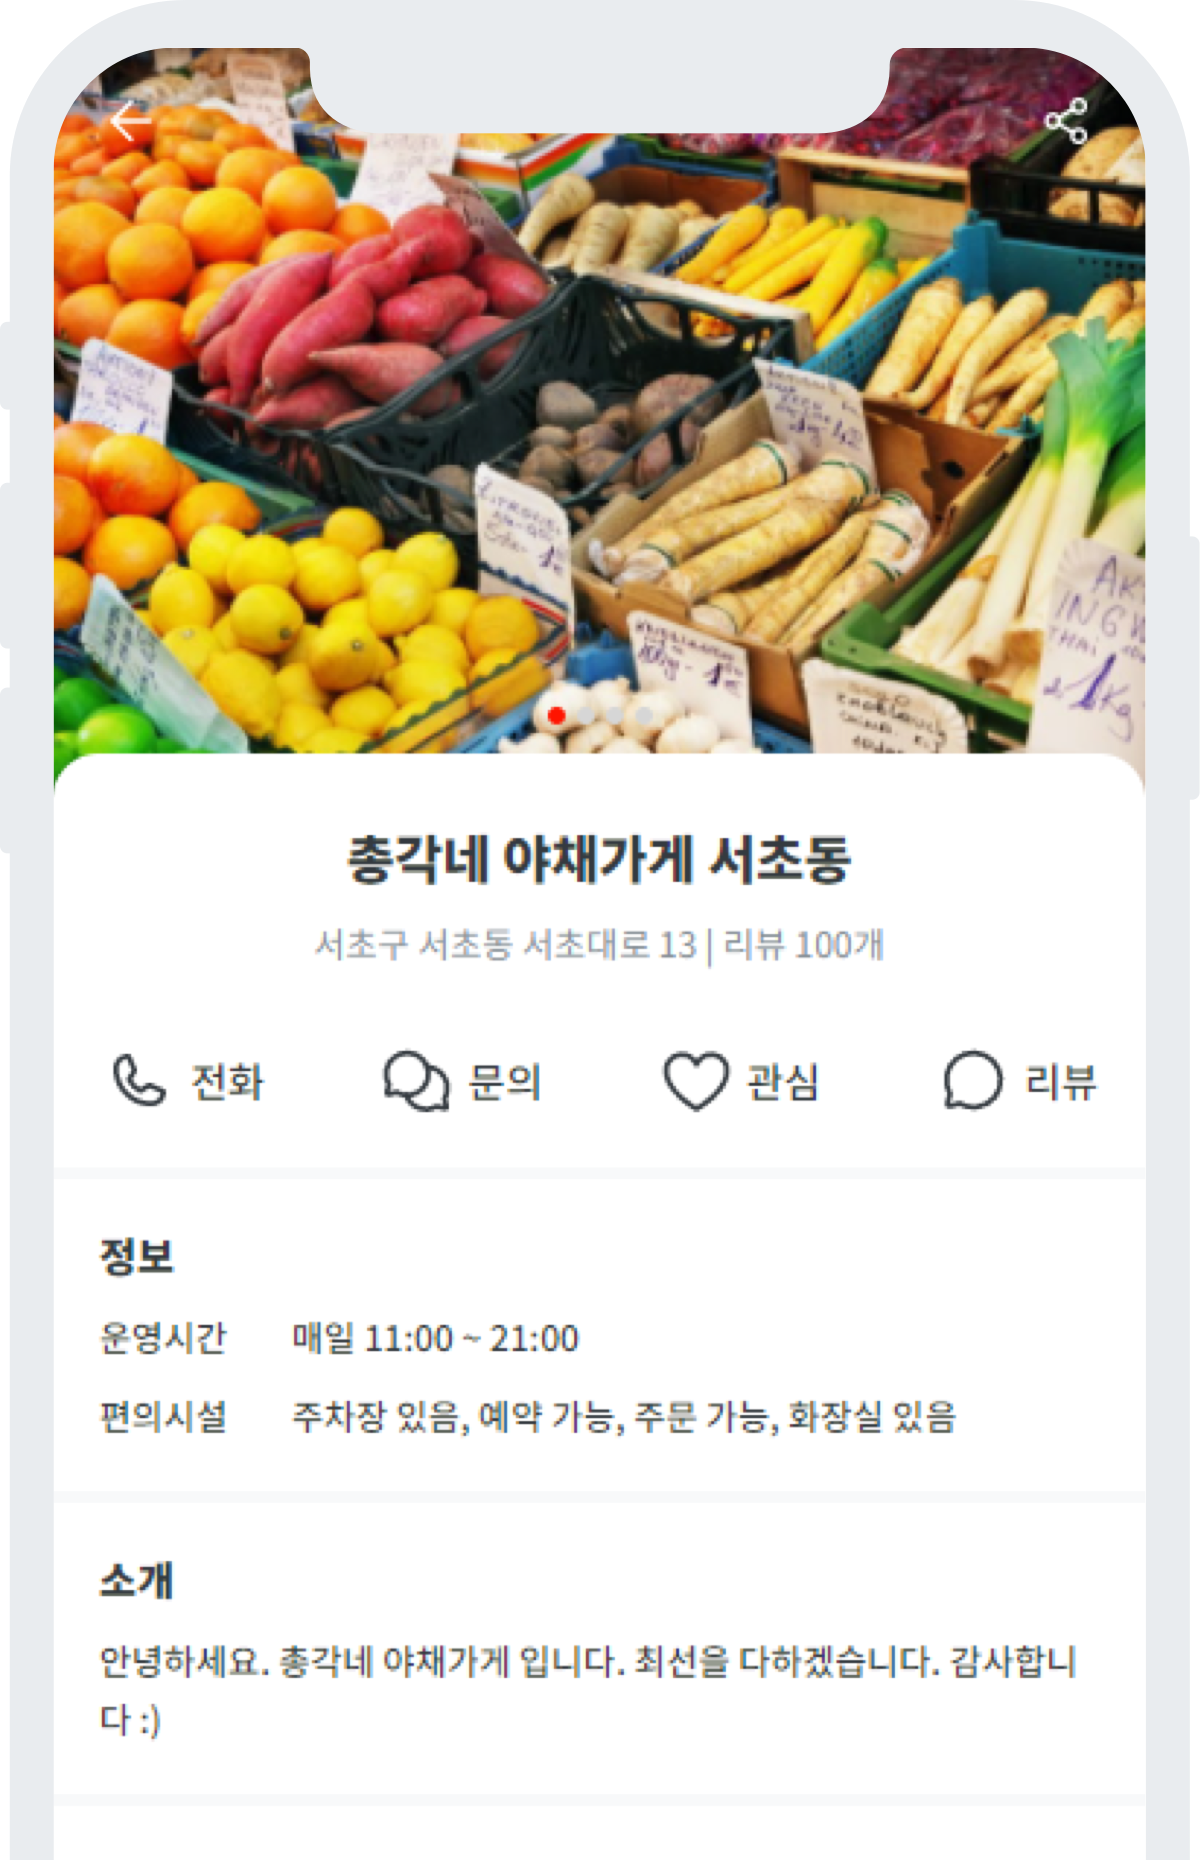 총각네 야채가게 서초동
서초구 서초동 서초대로 13 | 리뷰 100개
전화 문의 관심 리뷰
정보
운영시간 매일 11:00 ~ 21:00
편의시설 주차장 있음, 예약 가능, 주문 가능, 화장실 있음
소개
안녕하세요. 총각네 야채가게 입니다. 최선을 다하겠습니다. 감사합니
다 :)